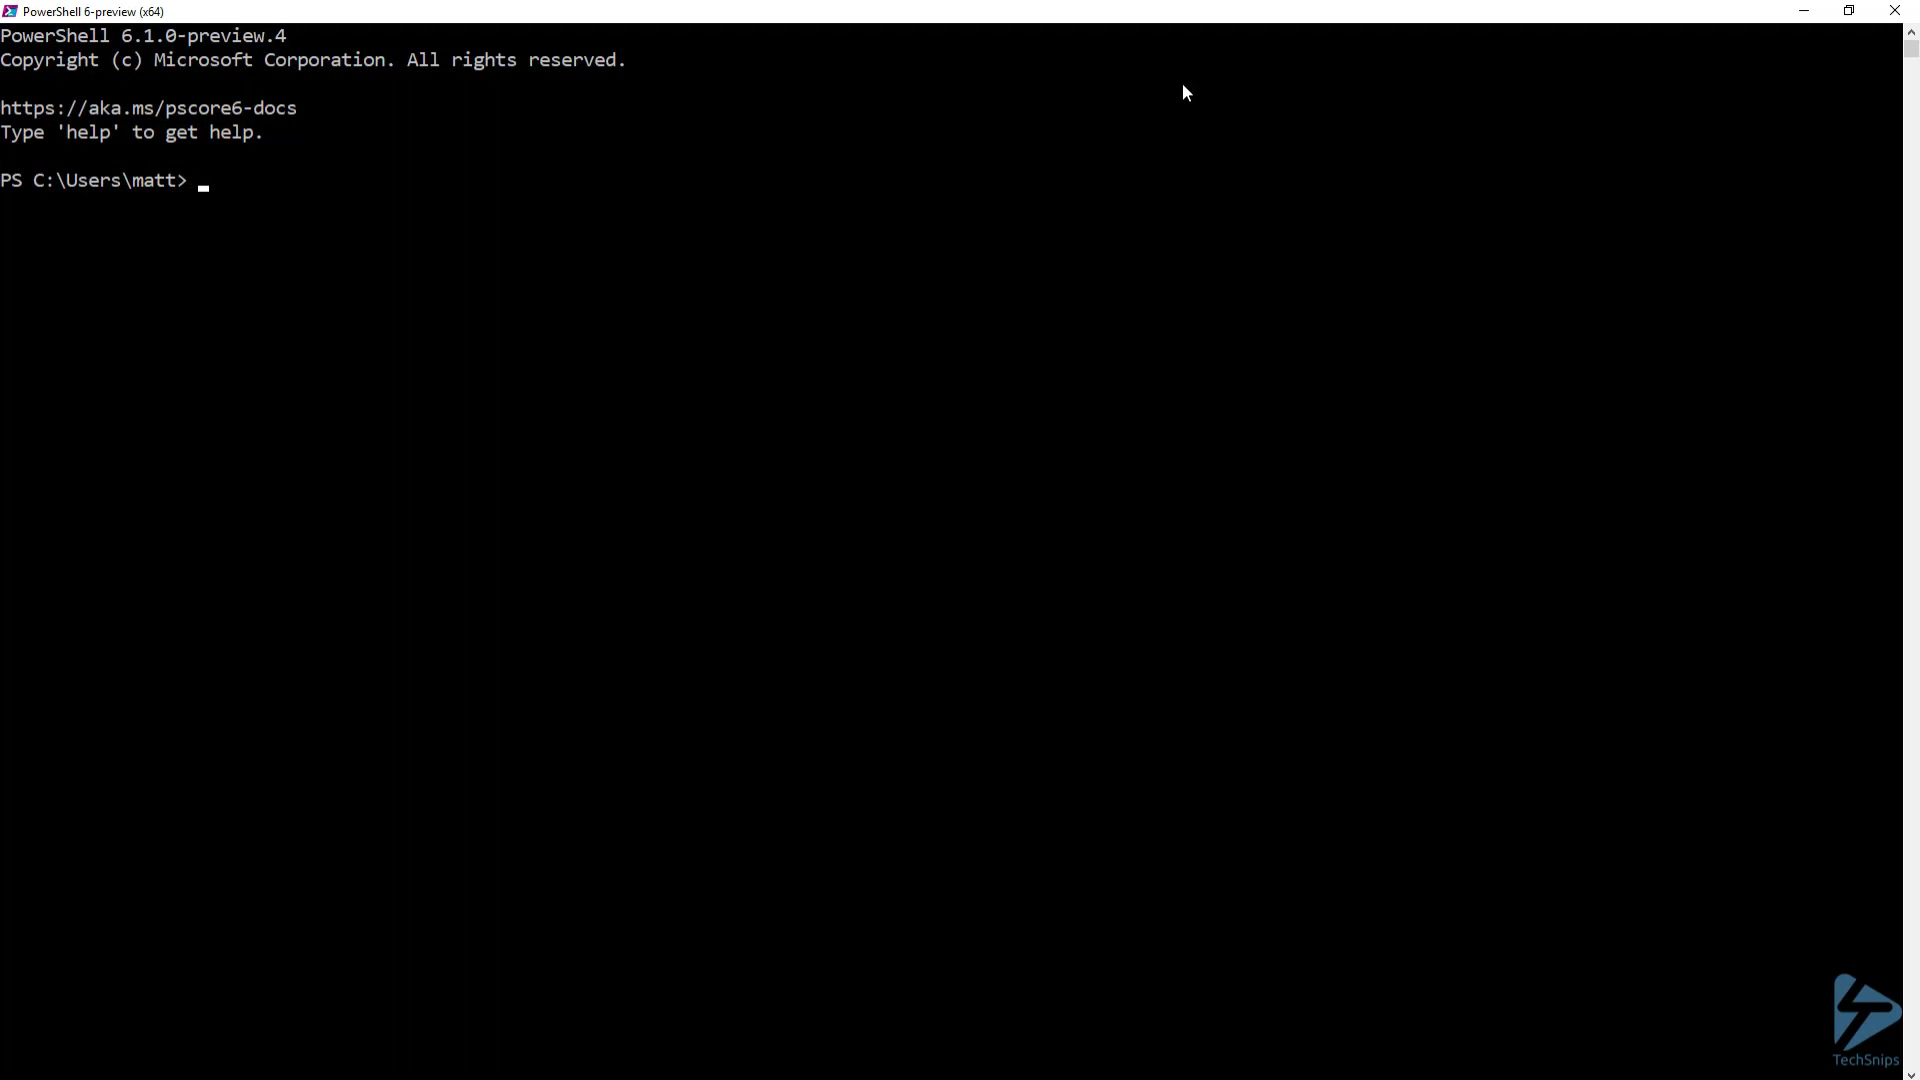 PowerShell 6-preview (x64)
PowerShell 6.1.0-preview.4
Copyright (c) Microsoft Corporation. All rights reserved.
https://aka.ms/pscore6-docs
Type 'help' to get help.
PS C:\Users\matt>
TechSnips